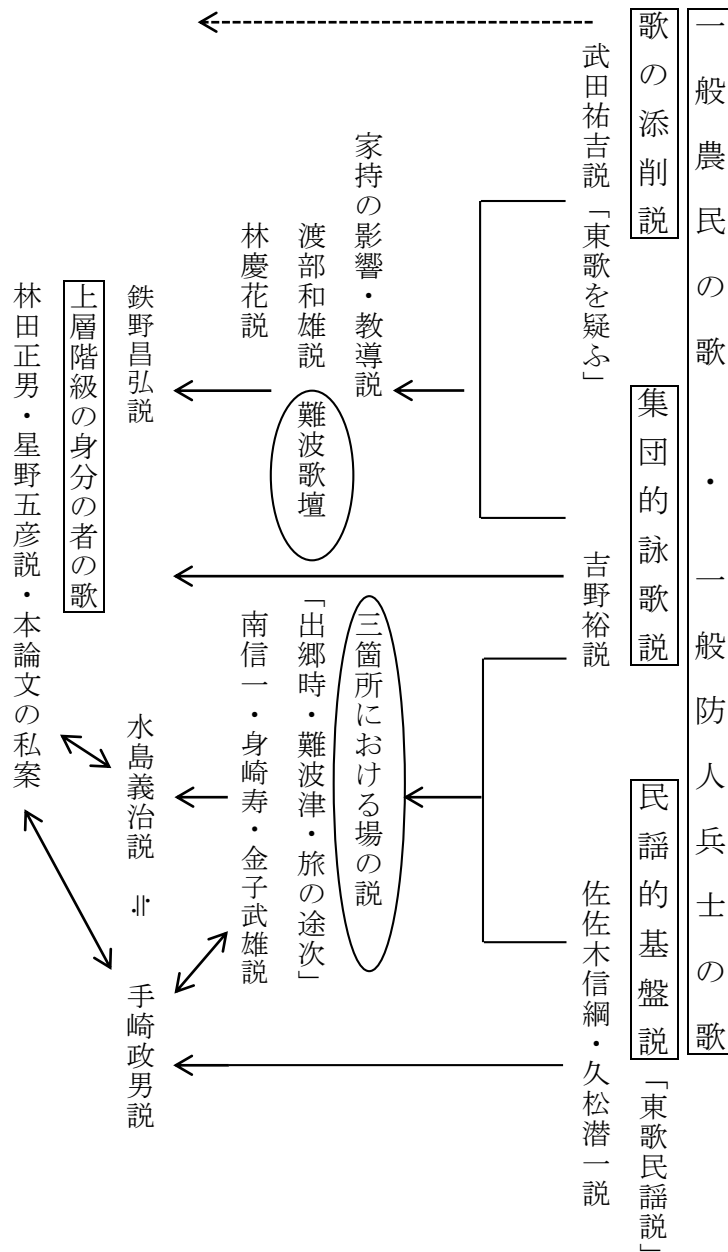 一般農民の歌・一般防人兵士の歌
歌の添削説
集団的詠歌説
民謡的基盤説「東歌民謡説」
武田祐吉説「東歌を疑ふ」
吉野裕説
佐佐木信綱・久松潜一説
家持の影響・教導説
渡部和雄説
難波歌壇
林慶花説
三箇所における場の説
「出郷時・難波津・旅の途次」
南信一・身崎寿・金子武雄説
鉄野昌弘説
水島義治説≒手崎政男説
上層階級の身分の者の歌
林田正男・星野五彦説・本論文の私案